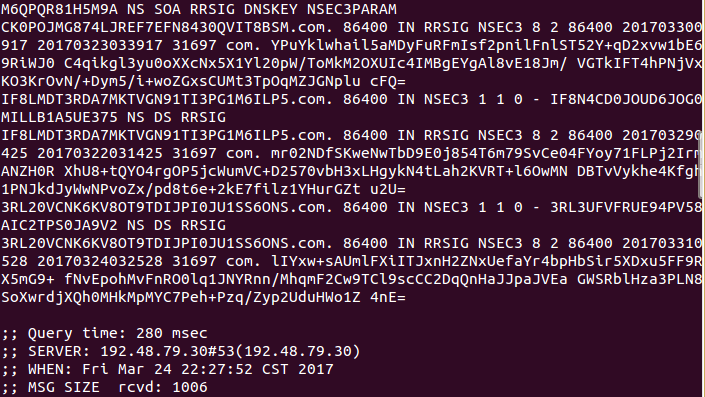 M6QPQR81H5M9A NS SOA RRSIG DNSKEY NSEC3PARAM
CK0POJMG874LJREF7EFN8430QVIT8BSM.com. 86400 IN RRSIG NSEC3 8 2 86400 201703300
917 20170323033917 31697 com. YPuYklwhail5aMDyFuRFmIsf2pnilFnlST52Y+qD2xvw1bE6
9RiWJ0 C4qikgl3yu0oXXcNx5X1Yl20pW/ToMkM2OXUIc4IMBgEYgAl8vE18Jm/ VGTkIFT4hPNjVx
KO3KrOvN/+Dym5/i+woZGxsCUMt3TpOqMZJGNplu cFQ=
IF8LMDT3RDA7MKTVGN91TI3PG1M6ILP5.com. 86400 IN NSEC3 1 1 0 - IF8N4CD0JOUD6JOG0
MILLB1A5UE375 NS DS RRSIG
IF8LMDT3RDA7MKTVGN91TI3PG1M6ILP5.com. 86400 IN RRSIG NSEC3 8 2 86400 201703290
425 20170322031425 31697 com. mr02NDfSKweNwTbD9E0j854T6m79SvCe04FYoy71FLPj2Irm
ANZH0R XhU8+tQYO4rgOP5jcWumVC+D2570vbH3xLHgykN4tLah2KVRT+l6OwMN DBTvVykhe4Kfgh
1PNJkdJyWwNPvoZx/pd8t6e+2kE7filz1YHurGZt u2U=
3RL20VCNK6KV8OT9TDIJPI0JU1SS6ONS.com. 86400 IN NSEC3 1 1 0 - 3RL3UFVFRUE94PV58
AIC2TPS0JA9V2 NS DS RRSIG
3RL20VCNK6KV8OT9TDIJPI0JU1SS6ONS.com. 86400 IN RRSIG NSEC3 8 2 86400 201703310
528 20170324032528 31697 com. lIYxw+sAUmlFXiITJxnH2ZNxUefaYr4bpHbSir5XDxu5FF9R
X5mG9+ fNvEpohMvFnRO0lq1JNYRnn/MhqmF2Cw9TCl9scCC2DqQnHaJJpaJVEa GWSRblHza3PLN8
SoXwrdjXQh0MHkMpMYC7Peh+Pzq/Zyp2UduHWo1Z 4nE=
;; Query time: 280 msec
;; SERVER: 192.48.79.30#53(192.48.79.30)
;; WHEN: Fri Mar 24 22:27:52 CST 2017
;; MSG SIZE  rcvd: 1006